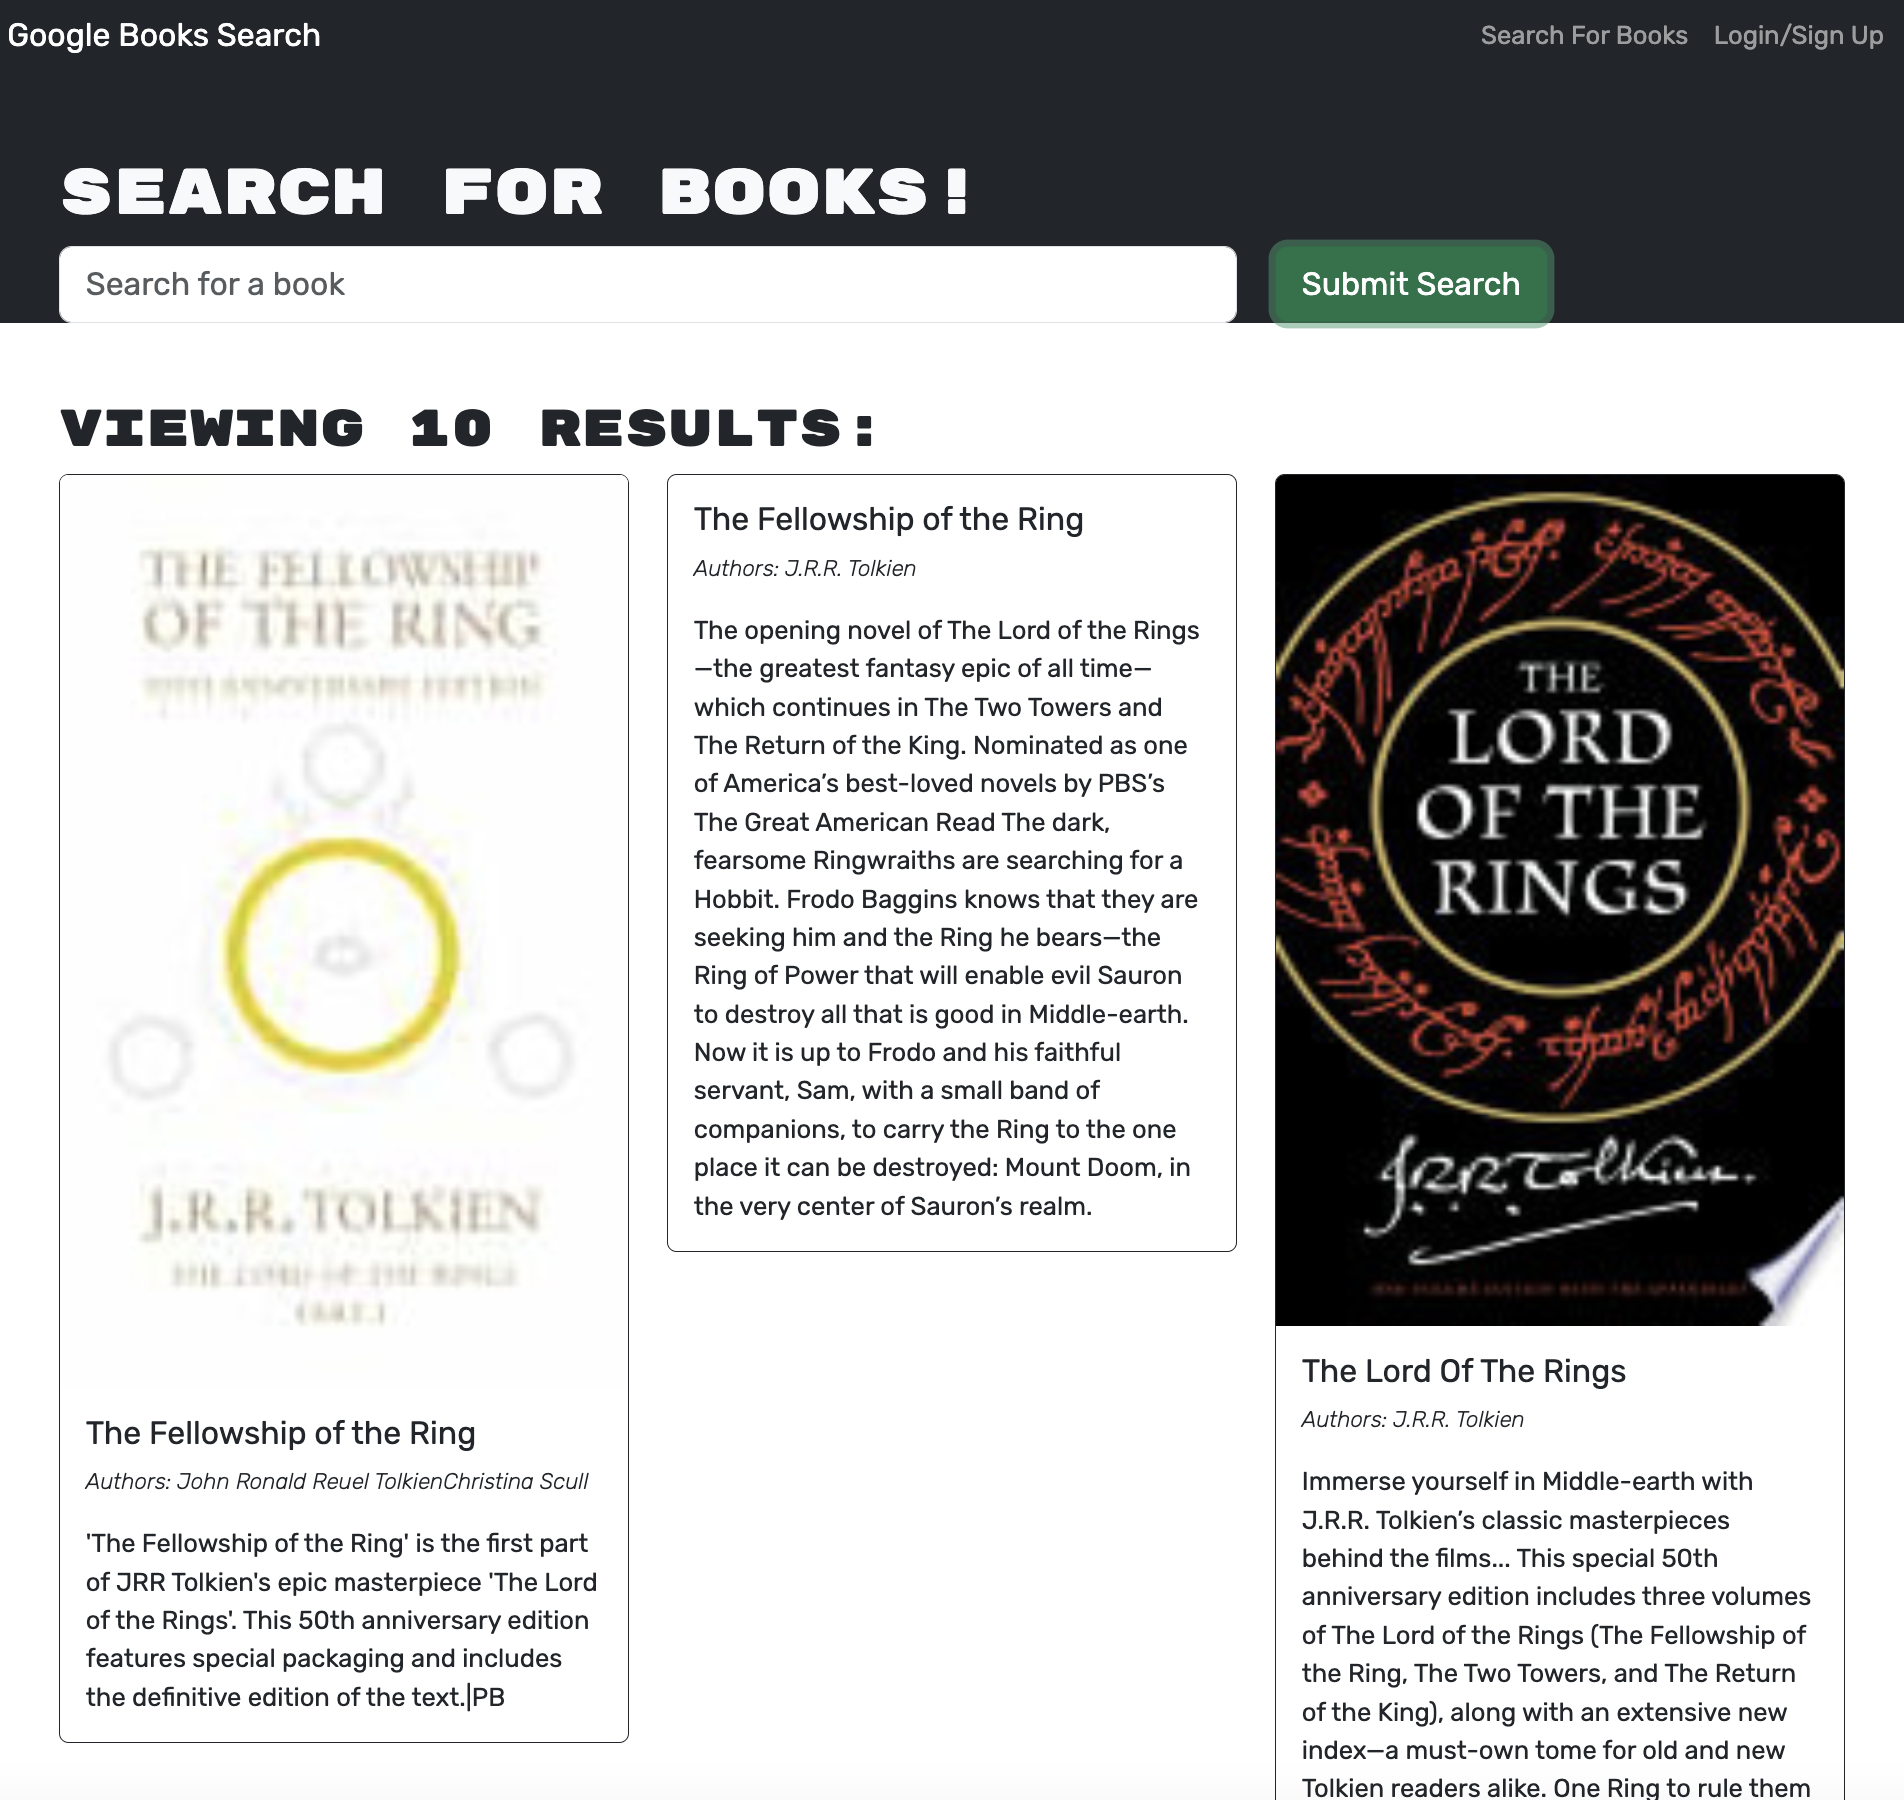 Google Books Search
Search For Books
Login/Sign Up
SEARCH FOR BOOKS!
Search for a book
Submit Search
VIEWING 10 RESULTS:
THE FELLOWSHIP
OF THE RING
50TH ANNIVERSARY EDITION
J.R.R. TOLKIEN
THE LORD OF THE RINGS
PART I
The Fellowship of the Ring
Authors: John Ronald Reuel TolkienChristina Scull
'The Fellowship of the Ring' is the first part
of JRR Tolkien's epic masterpiece 'The Lord
of the Rings'. This 50th anniversary edition
features special packaging and includes
the definitive edition of the text.|PB
The Fellowship of the Ring
Authors: J.R.R. Tolkien
The opening novel of The Lord of the Rings
—the greatest fantasy epic of all time—
which continues in The Two Towers and
The Return of the King. Nominated as one
of America’s best-loved novels by PBS’s
The Great American Read The dark,
fearsome Ringwraiths are searching for a
Hobbit. Frodo Baggins knows that they are
seeking him and the Ring he bears—the
Ring of Power that will enable evil Sauron
to destroy all that is good in Middle-earth.
Now it is up to Frodo and his faithful
servant, Sam, with a small band of
companions, to carry the Ring to the one
place it can be destroyed: Mount Doom, in
the very center of Sauron’s realm.
THE
LORD
OF THE
RINGS
J.R.R. Tolkien.
The Lord Of The Rings
Authors: J.R.R. Tolkien
Immerse yourself in Middle-earth with
J.R.R. Tolkien’s classic masterpieces
behind the films... This special 50th
anniversary edition includes three volumes
of The Lord of the Rings (The Fellowship of
the Ring, The Two Towers, and The Return
of the King), along with an extensive new
index—a must-own tome for old and new
Tolkien readers alike. One Ring to rule them